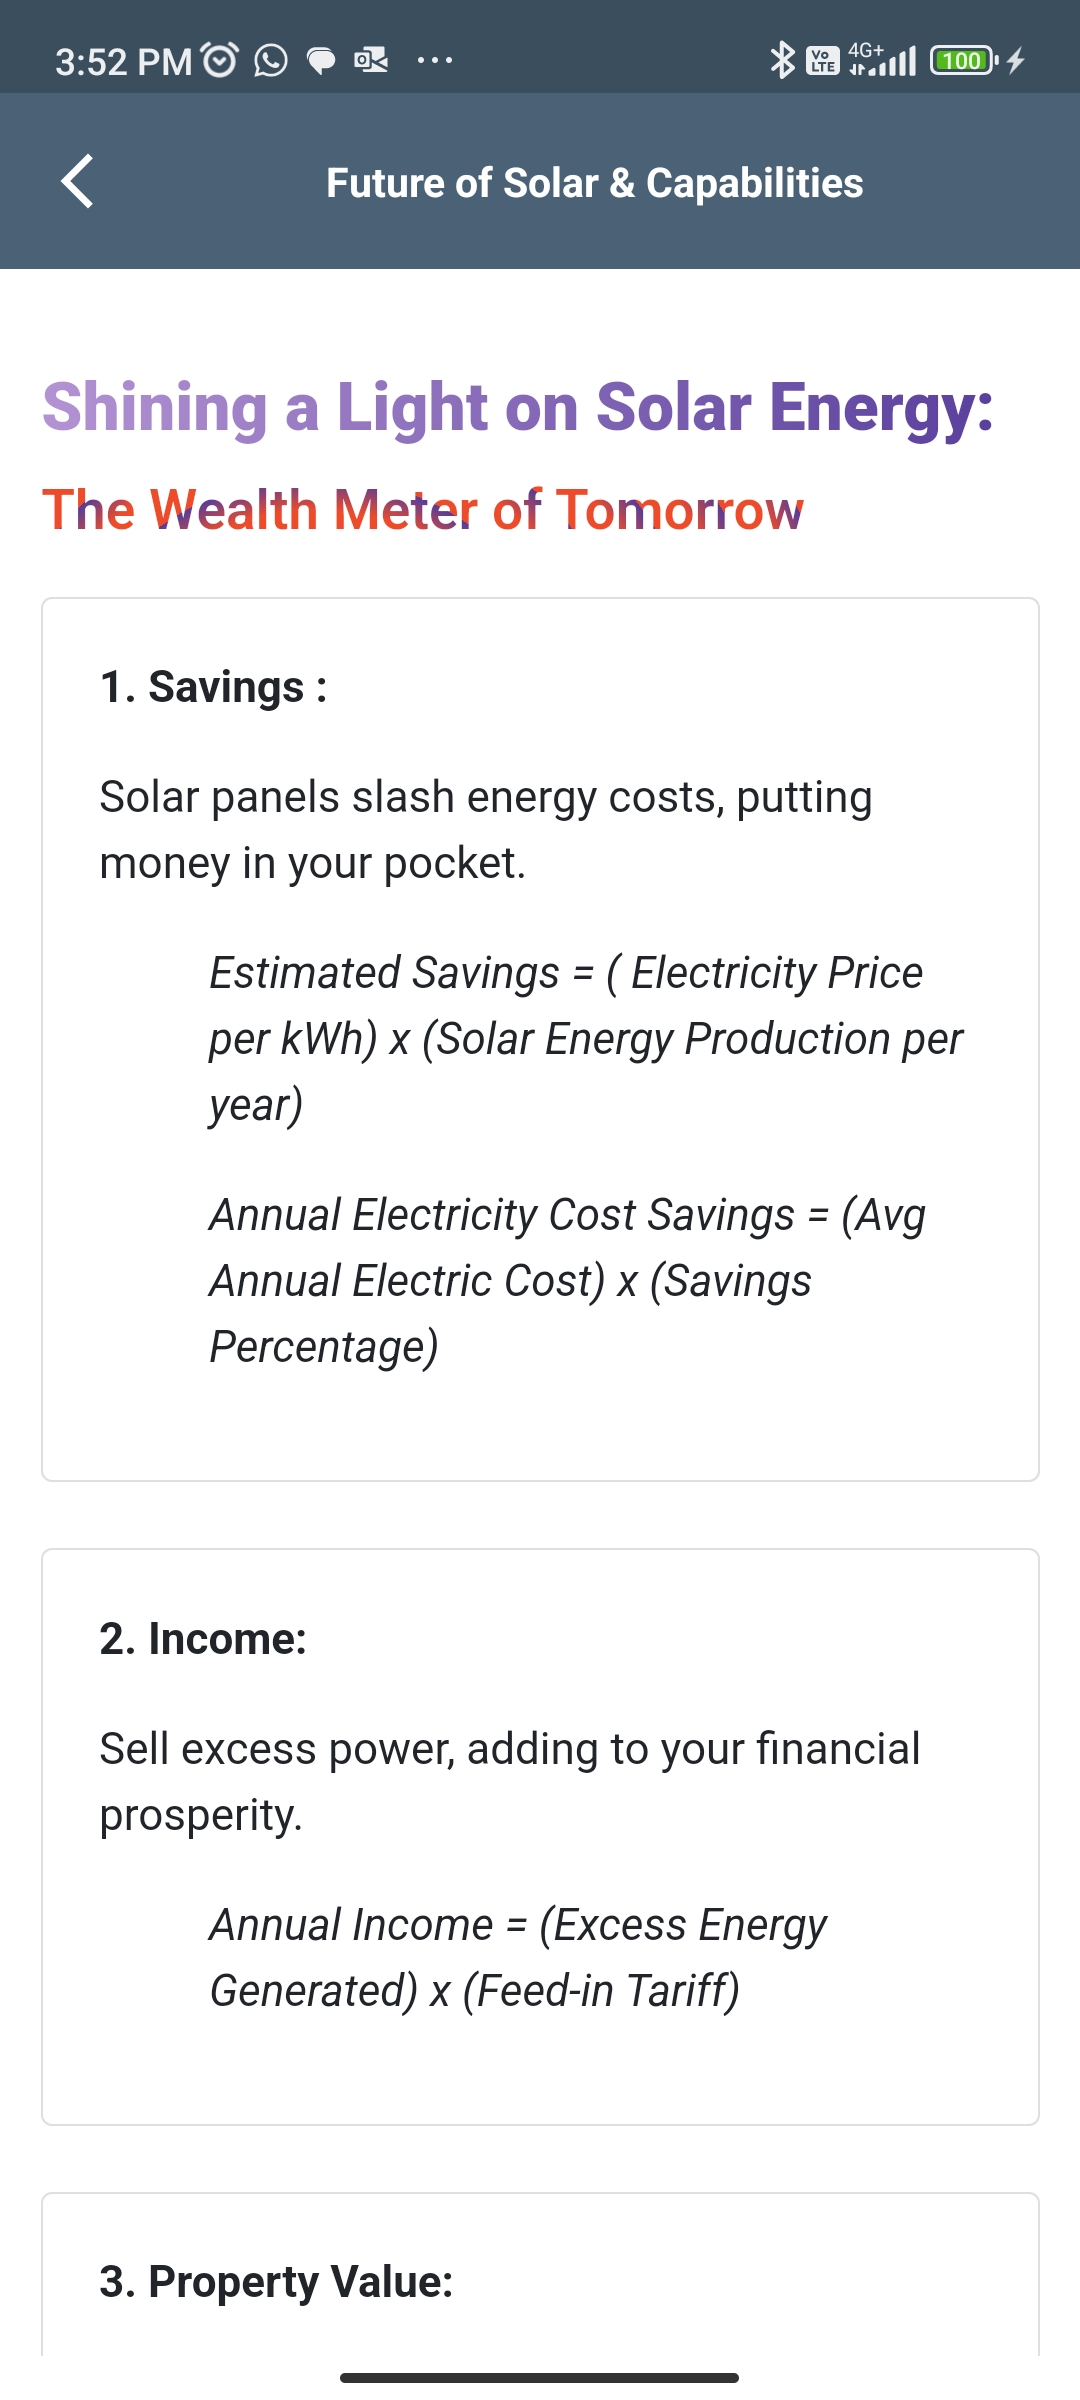 3:52 PM
Vo LTE 4G+ 100
Future of Solar & Capabilities
Shining a Light on Solar Energy:
The Wealth Meter of Tomorrow
1. Savings :
Solar panels slash energy costs, putting
money in your pocket.
Estimated Savings = ( Electricity Price
per kWh) x (Solar Energy Production per
year)
Annual Electricity Cost Savings = (Avg
Annual Electric Cost) x (Savings
Percentage)
2. Income:
Sell excess power, adding to your financial
prosperity.
Annual Income = (Excess Energy
Generated) x (Feed-in Tariff)
3. Property Value: